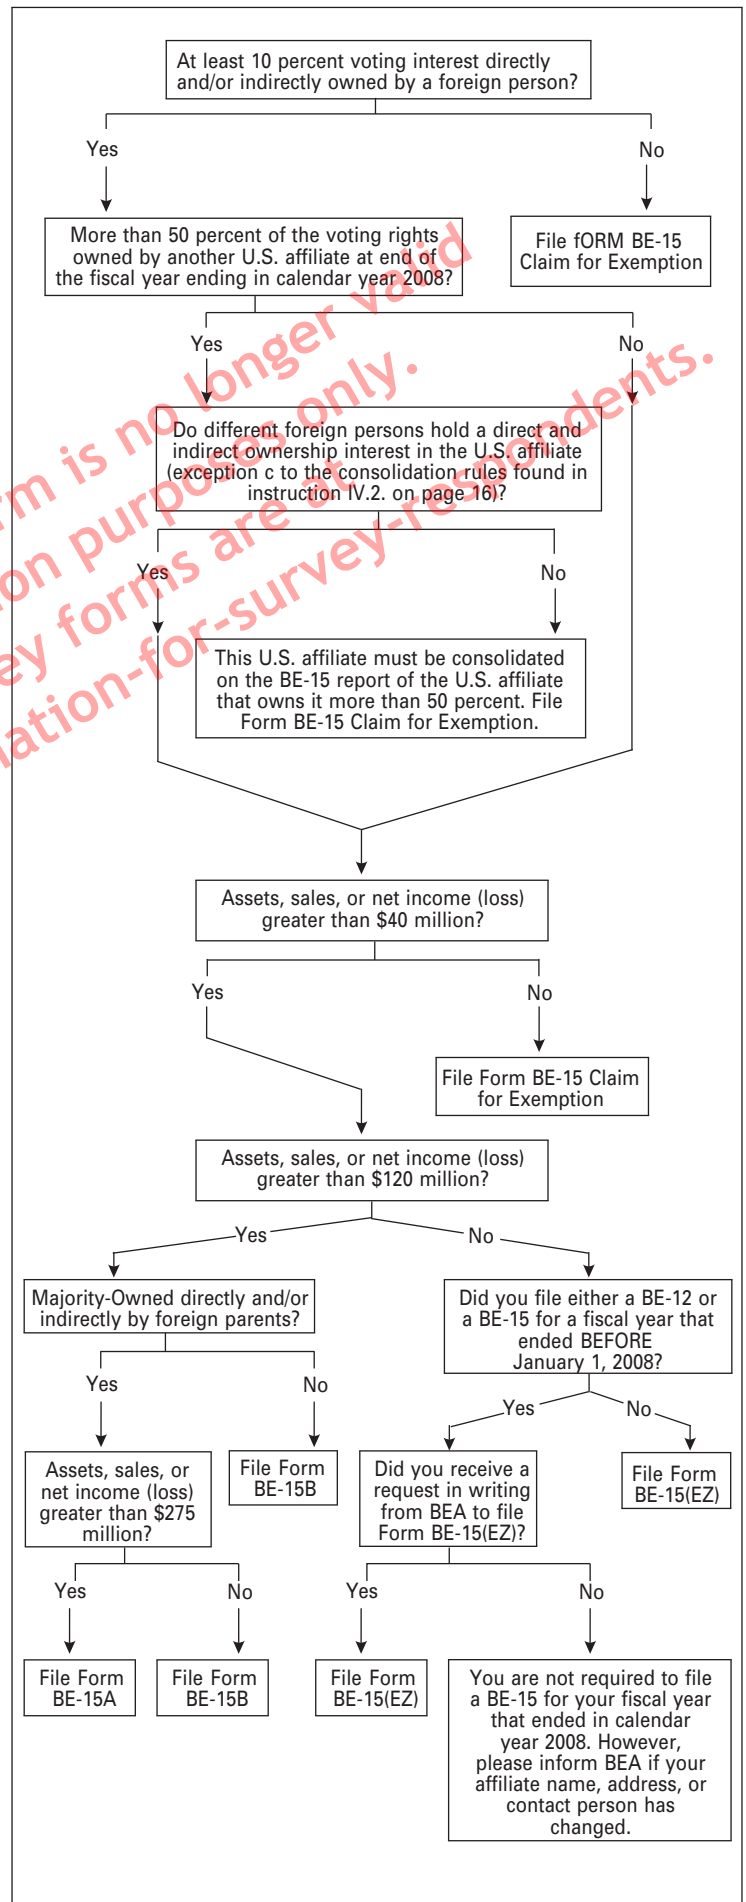 At least 10 percent voting interest directly
and/or indirectly owned by a foreign person?
Yes
No
More than 50 percent of the voting rights
owned by another U.S. affiliate at end of
the fiscal year ending in calendar year 2008?
File fORM BE-15
Claim for Exemption
Yes
No
Do different foreign persons hold a direct and
indirect ownership interest in the U.S. affiliate
(exception c to the consolidation rules found in
instruction IV.2. on page 16)?
Yes
No
This U.S. affiliate must be consolidated
on the BE-15 report of the U.S. affiliate
that owns it more than 50 percent. File
Form BE-15 Claim for Exemption.
is no longer valid
purposes only.
forms are at
-for-survey-respondents.
Assets, sales, or net income (loss)
greater than $40 million?
Yes
No
File Form BE-15 Claim
for Exemption
Assets, sales, or net income (loss)
greater than $120 million?
Yes
No
Majority-Owned directly and/or
indirectly by foreign parents?
Did you file either a BE-12 or
a BE-15 for a fiscal year that
ended BEFORE
January 1, 2008?
Yes
No
Yes
No
Assets, sales, or
net income (loss)
greater than $275
million?
File Form
BE-15B
Did you receive a
request in writing
from BEA to file
Form BE-15(EZ)?
File Form
BE-15(EZ)
Yes
No
Yes
No
File Form
BE-15A
File Form
BE-15B
File Form
BE-15(EZ)
You are not required to file
a BE-15 for your fiscal year
that ended in calendar
year 2008. However,
please inform BEA if your
affiliate name, address, or
contact person has
changed.